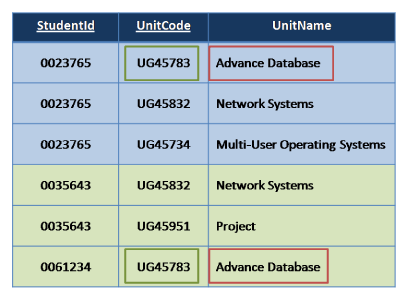 StudentId UnitCode UnitName
0023765 UG45783 Advance Database
0023765 UG45832 Network Systems
0023765 UG45734 Multi-User Operating Systems
0035643 UG45832 Network Systems
0035643 UG45951 Project
0061234 UG45783 Advance Database